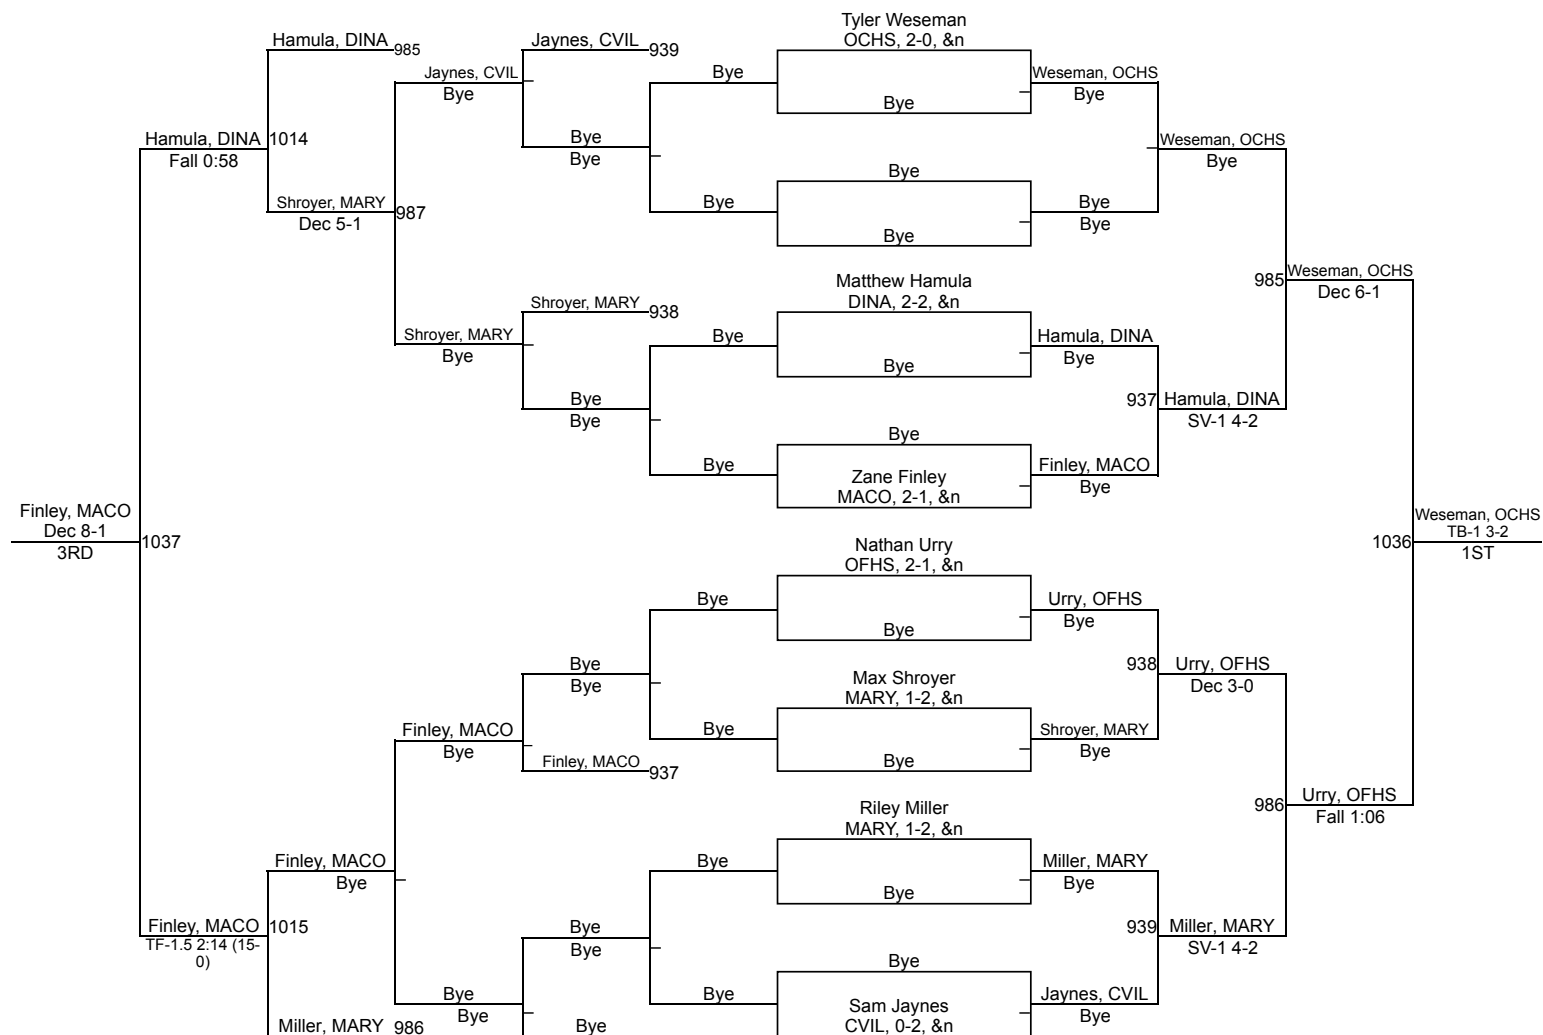 Tyler Weseman
OCHS, 2-0, &n
Hamula, DINA 985
Jaynes, CVIL 939
Jaynes, CVIL
Bye
Bye
Bye
Weseman, OCHS
Bye
Hamula, DINA 1014
Fall 0:58
Bye
Bye
Weseman, OCHS
Bye
Bye
Shroyer, MARY 987
Dec 5-1
Bye
Bye
Bye
Bye
Matthew Hamula
DINA, 2-2, &n
985 Weseman, OCHS
Dec 6-1
Shroyer, MARY 938
Shroyer, MARY
Bye
Bye
Bye
Hamula, DINA
Bye
Bye
Bye
937 Hamula, DINA
SV-1 4-2
Bye
Bye
Zane Finley
MACO, 2-1, &n
Finley, MACO
Bye
Finley, MACO
Dec 8-1
3RD
1037
1036
Weseman, OCHS
TB-1 3-2
1ST
Nathan Urry
OFHS, 2-1, &n
Bye
Bye
Urry, OFHS
Bye
Bye
Bye
938 Urry, OFHS
Dec 3-0
Max Shroyer
MARY, 1-2, &n
Finley, MACO
Bye
Bye
Bye
Shroyer, MARY
Bye
Finley, MACO 937
Riley Miller
MARY, 1-2, &n
986 Urry, OFHS
Fall 1:06
Finley, MACO
Bye
Bye
Bye
Miller, MARY
Bye
Finley, MACO 1015
TF-1.5 2:14 (15-
0)
Bye
Bye
939 Miller, MARY
SV-1 4-2
Bye
Bye
Bye
Bye
Sam Jaynes
CVIL, 0-2, &n
Jaynes, CVIL
Bye
Miller, MARY 986
Bye